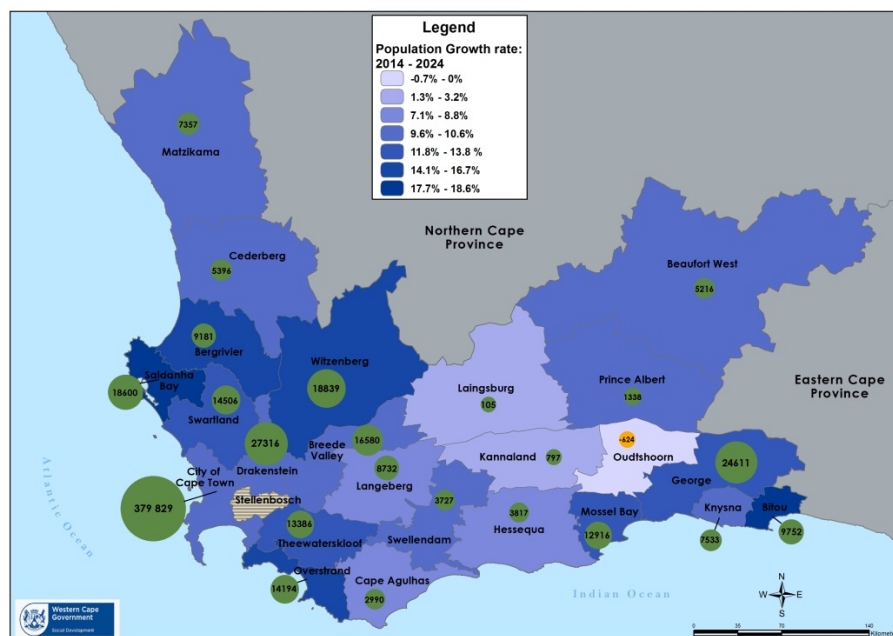 Legend
Population Growth rate:
2014 - 2024
-0.7% - 0%
1.3% - 3.2%
7.1% - 8.8%
9.6% - 10.6%
11.8% - 13.8 %
14.1% - 16.7%
17.7% - 18.6%
7357
Matzikama
Northern Cape
Province
Cederberg
5396
Beaufort West
5216
9181
Bergrivier
Witzenberg
18839
Saldanha
Bay
18600
14506
Swartland
Laingsburg
105
Prince Albert
1338
Eastern Cape
Province
27316
Drakenstein
Breede
Valley
16580
8732
Langeberg
Kannaland
797
-624
Oudtshoorn
24611
George
City of
Cape Town
379 829
Stellenbosch
3727
Swellendam
3817
Hessequa
Mossel Bay
12916
Knysna
7533
Bitou
9752
13386
Theewaterskloof
Overstrand
14194
Cape Agulhas
2990
Atlantic Ocean
Indian Ocean
N
W
E
S
Western Cape
Government
Social Development
0
35
70
140
Kilometers